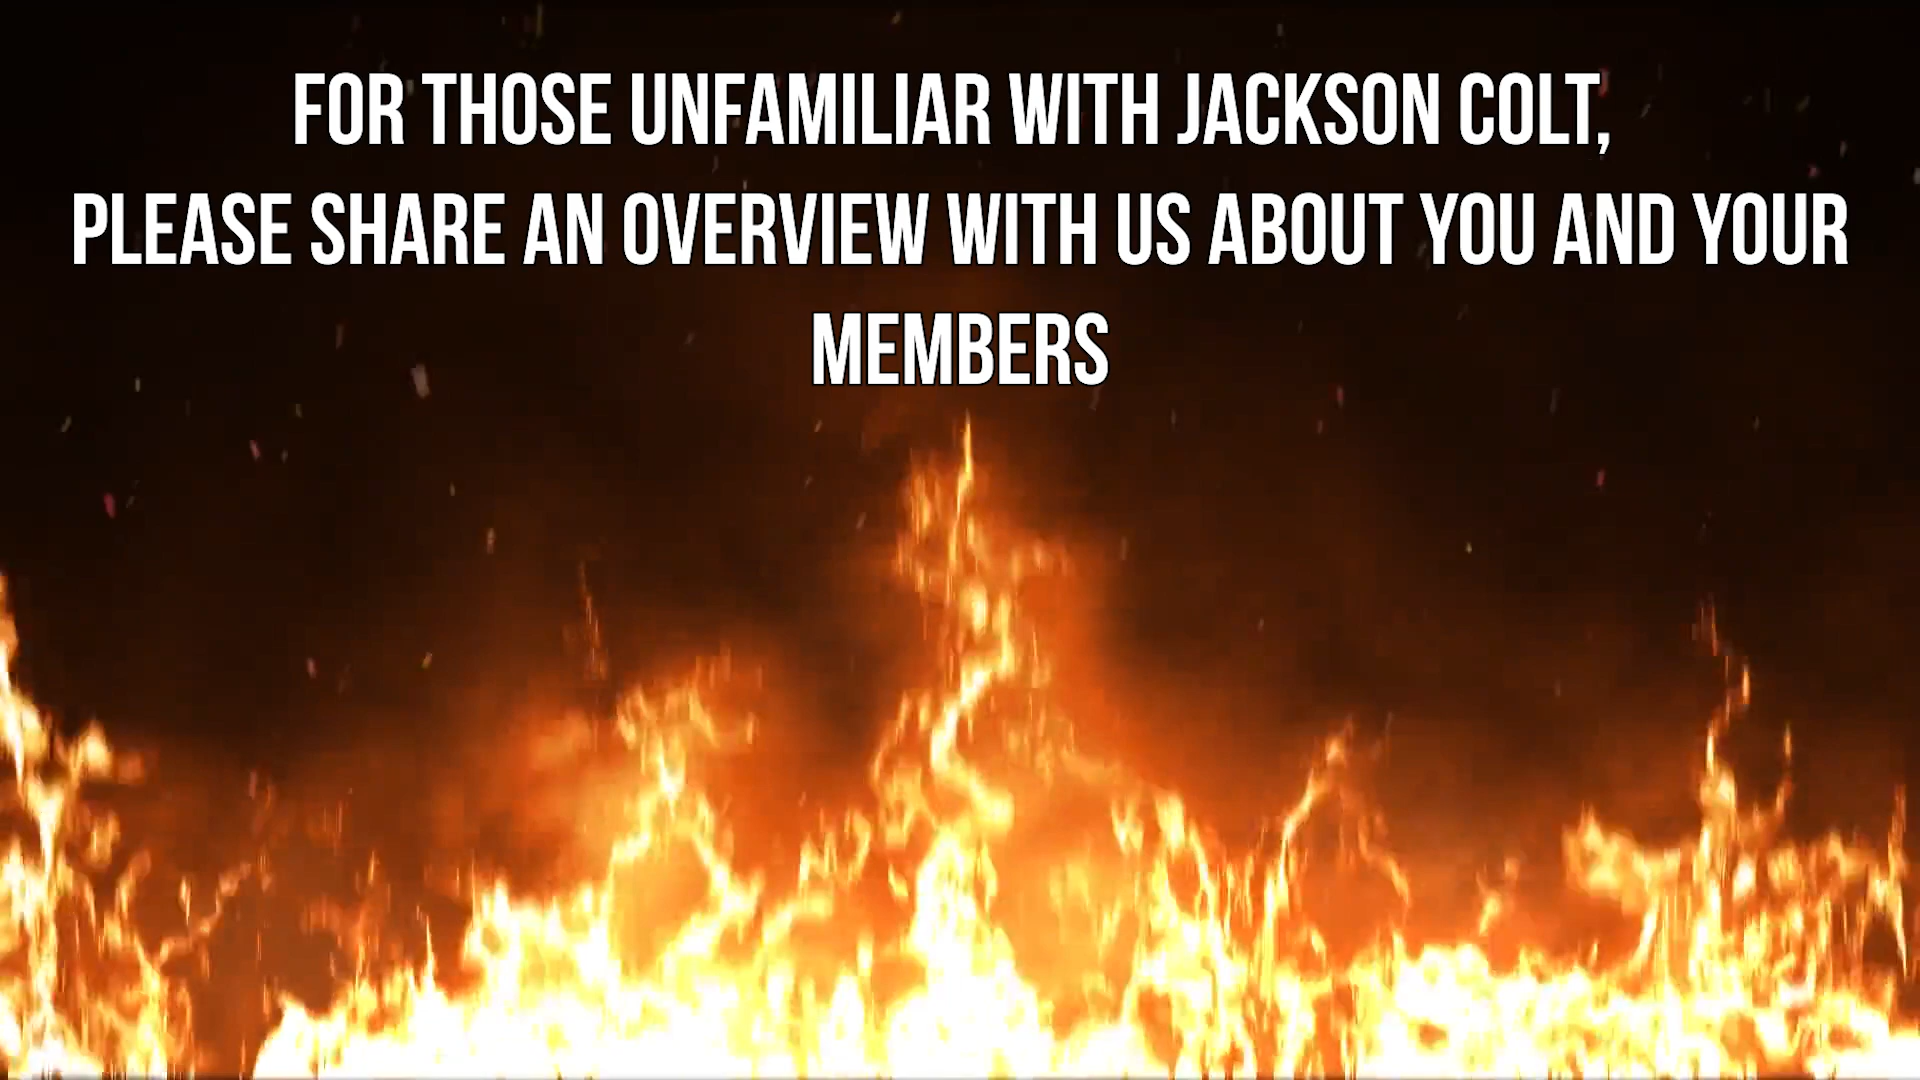 FOR THOSE UNFAMILIAR WITH JACKSON COLT,
PLEASE SHARE AN OVERVIEW WITH US ABOUT YOU AND YOUR
MEMBERS